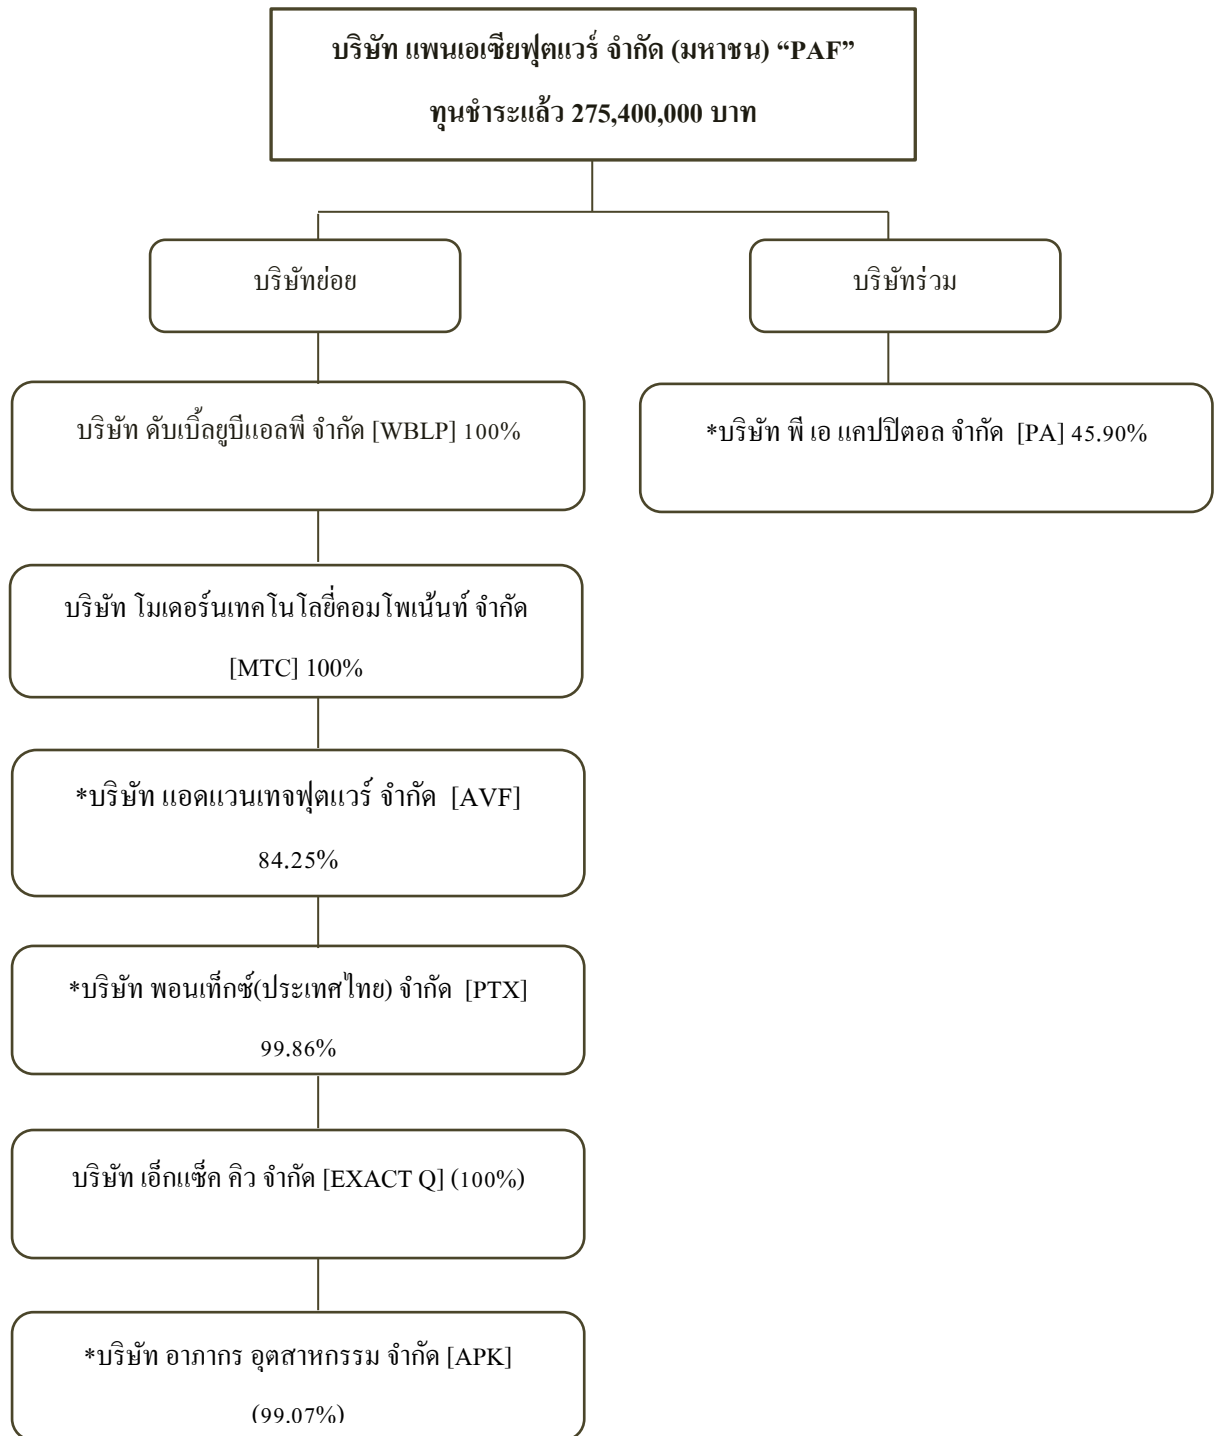 บริษัท แพนเอเซียฟุตแวร์ จำกัด (มหาชน) “PAF”
ทุนชำระแล้ว 275,400,000 บาท
บริษัทย่อย
บริษัทร่วม
บริษัท ดับเบิ้ลยูบีแอลพี จำกัด [WBLP] 100%
*บริษัท พี เอ แคปปิตอล จำกัด [PA] 45.90%
บริษัท โมเดอร์นเทคโนโลยี่คอมโพเน้นท์ จำกัด
[MTC] 100%
*บริษัท แอดแวนเทจฟุตแวร์ จำกัด [AVF]
84.25%
*บริษัท พอนเท็กซ์(ประเทศไทย) จำกัด [PTX]
99.86%
บริษัท เอ็กแซ็ค คิว จำกัด [EXACT Q] (100%)
*บริษัท อาภากร อุตสาหกรรม จำกัด [APK]
(99.07%)